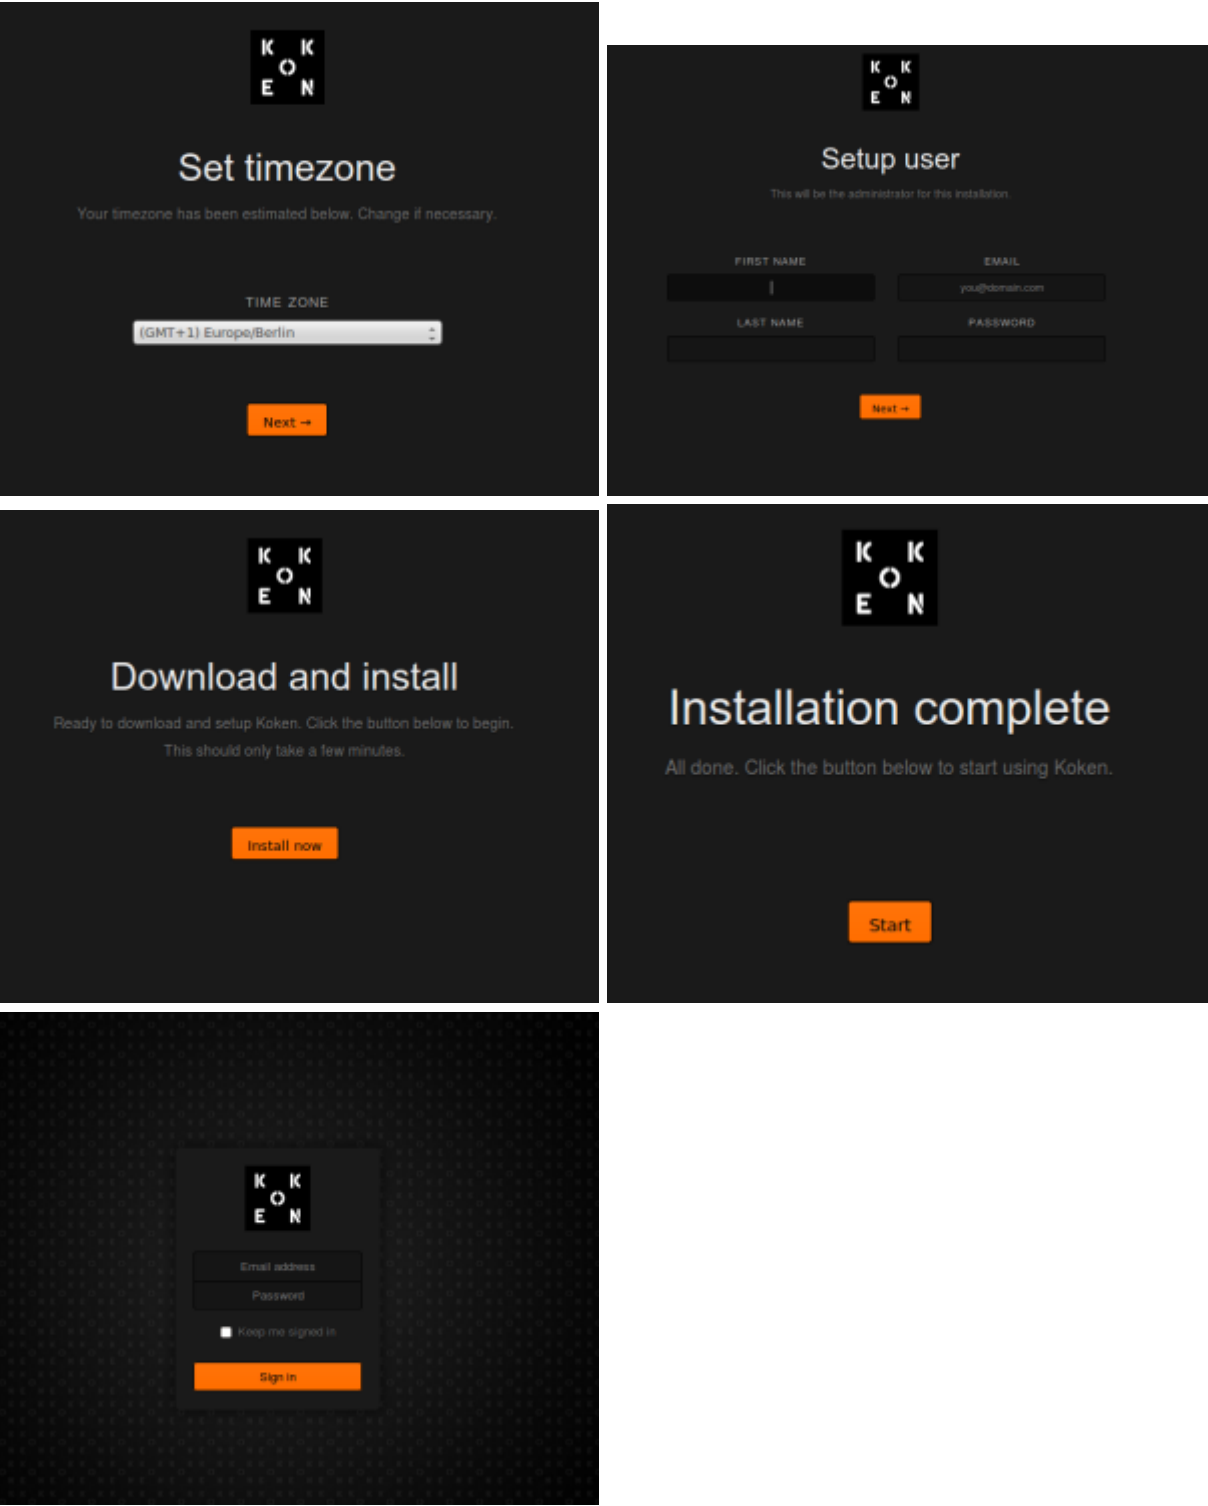 K K
O
E N
Set timezone
Your timezone has been estimated below. Change if necessary.
TIME ZONE
(GMT+1) Europe/Berlin
Next →
K K
O
E N
Setup user
This will be the administrator for this installation.
FIRST NAME EMAIL
you@domain.com
LAST NAME PASSWORD
Next →
K K
O
E N
Download and install
Ready to download and setup Koken. Click the button below to begin.
This should only take a few minutes.
Install now
K K
O
E N
Installation complete
All done. Click the button below to start using Koken.
Start
K K
O
E N
Email address
Password
Keep me signed in
Sign in